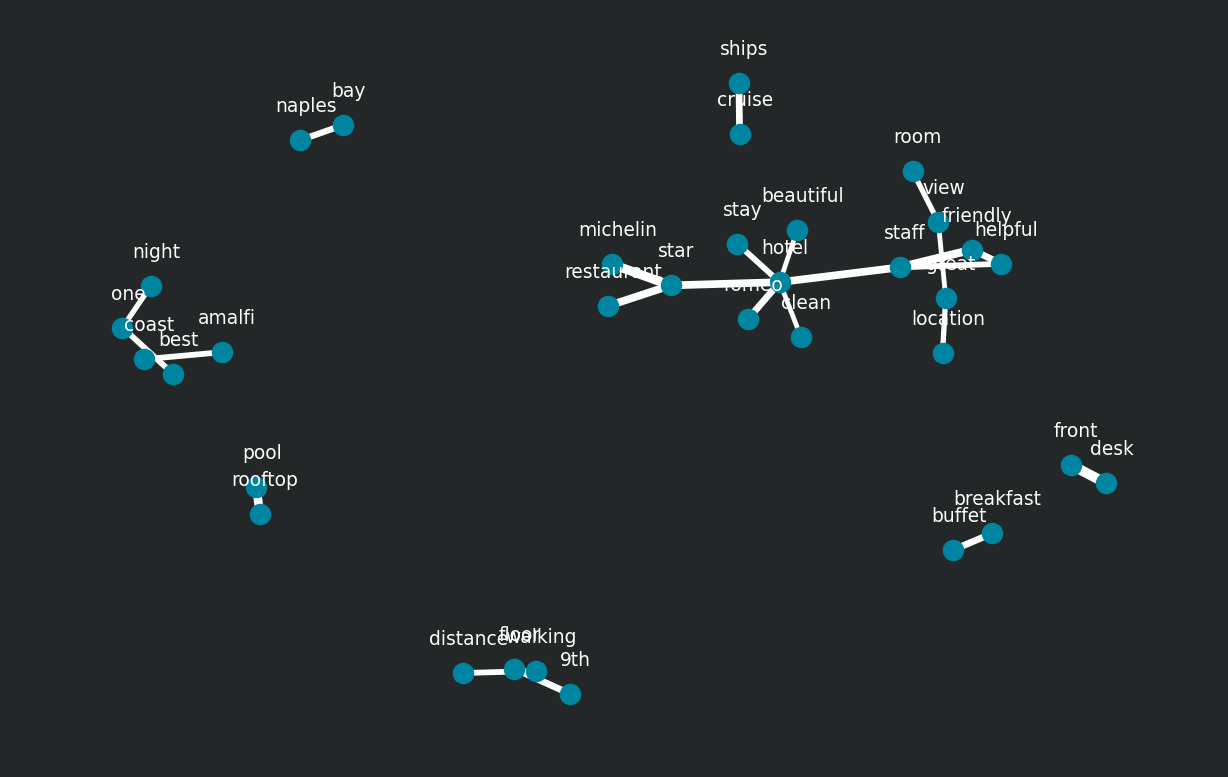 ships
bay
cruise
naples
room
view
beautiful
stay
friendly
michelin
staff
helpful
hotel
star
night
great
restaurant
romeo
one
clean
amalfi
coast
location
best
front
desk
pool
rooftop
breakfast
buffet
floor
walking
distance
9th